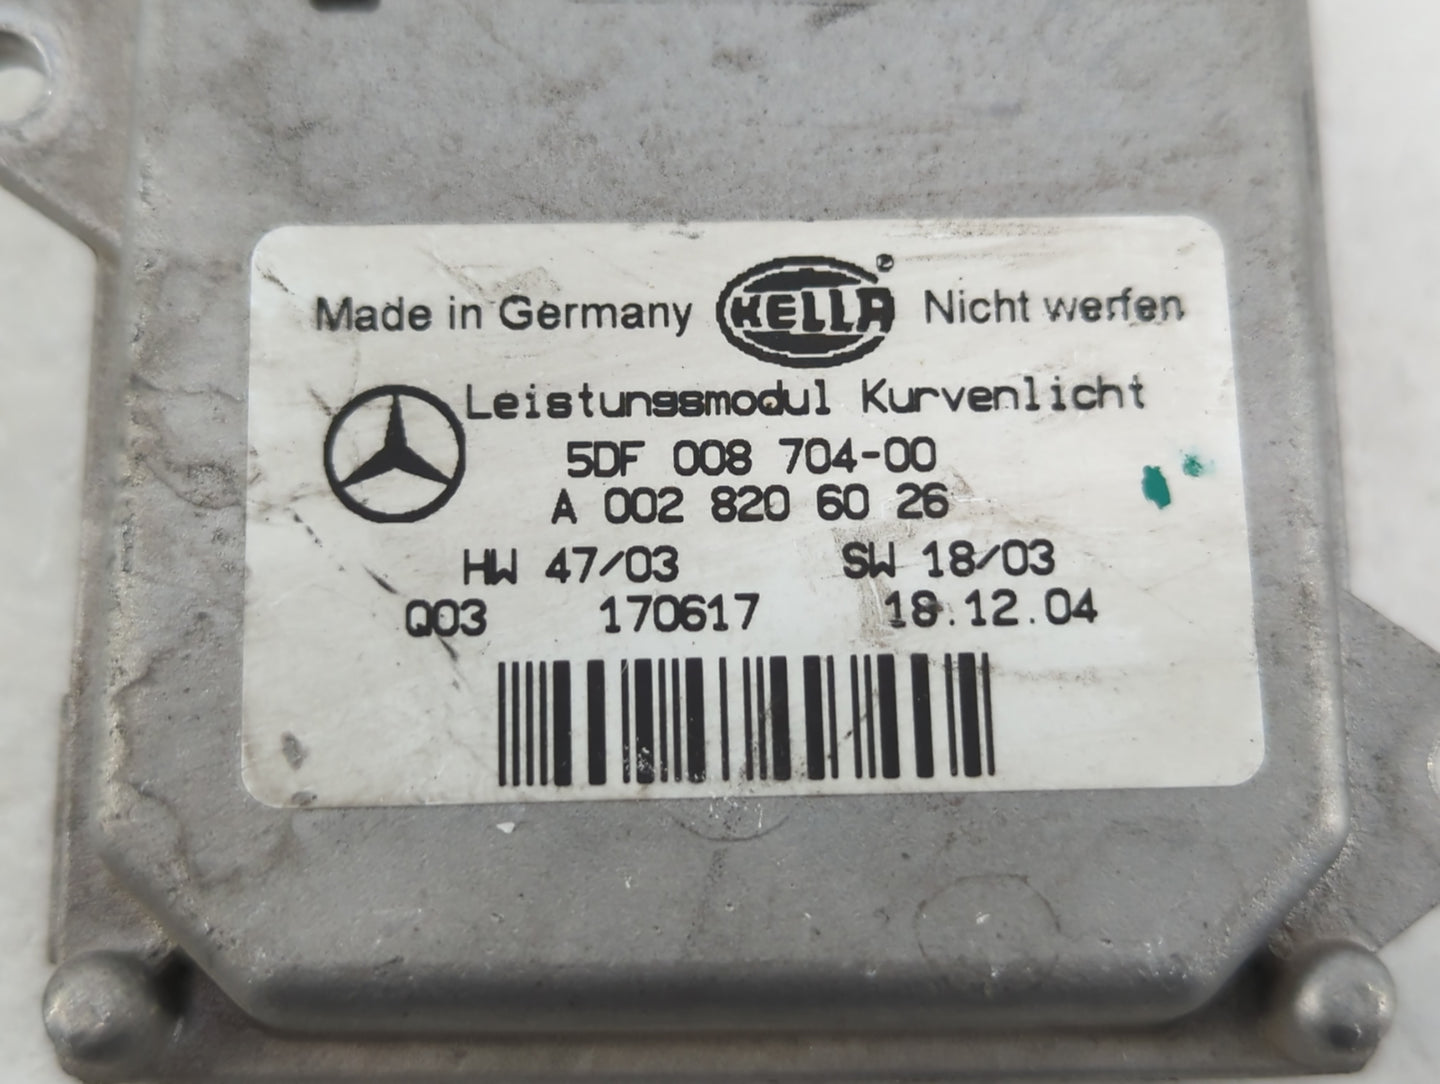 Made in Germany HELLA® Nicht werfen
Leistungsmodul Kurvenlicht
5DF 008 704-00
A 002 820 60 26
HW 47/03 SW 18/03
Q03 170617 18.12.04